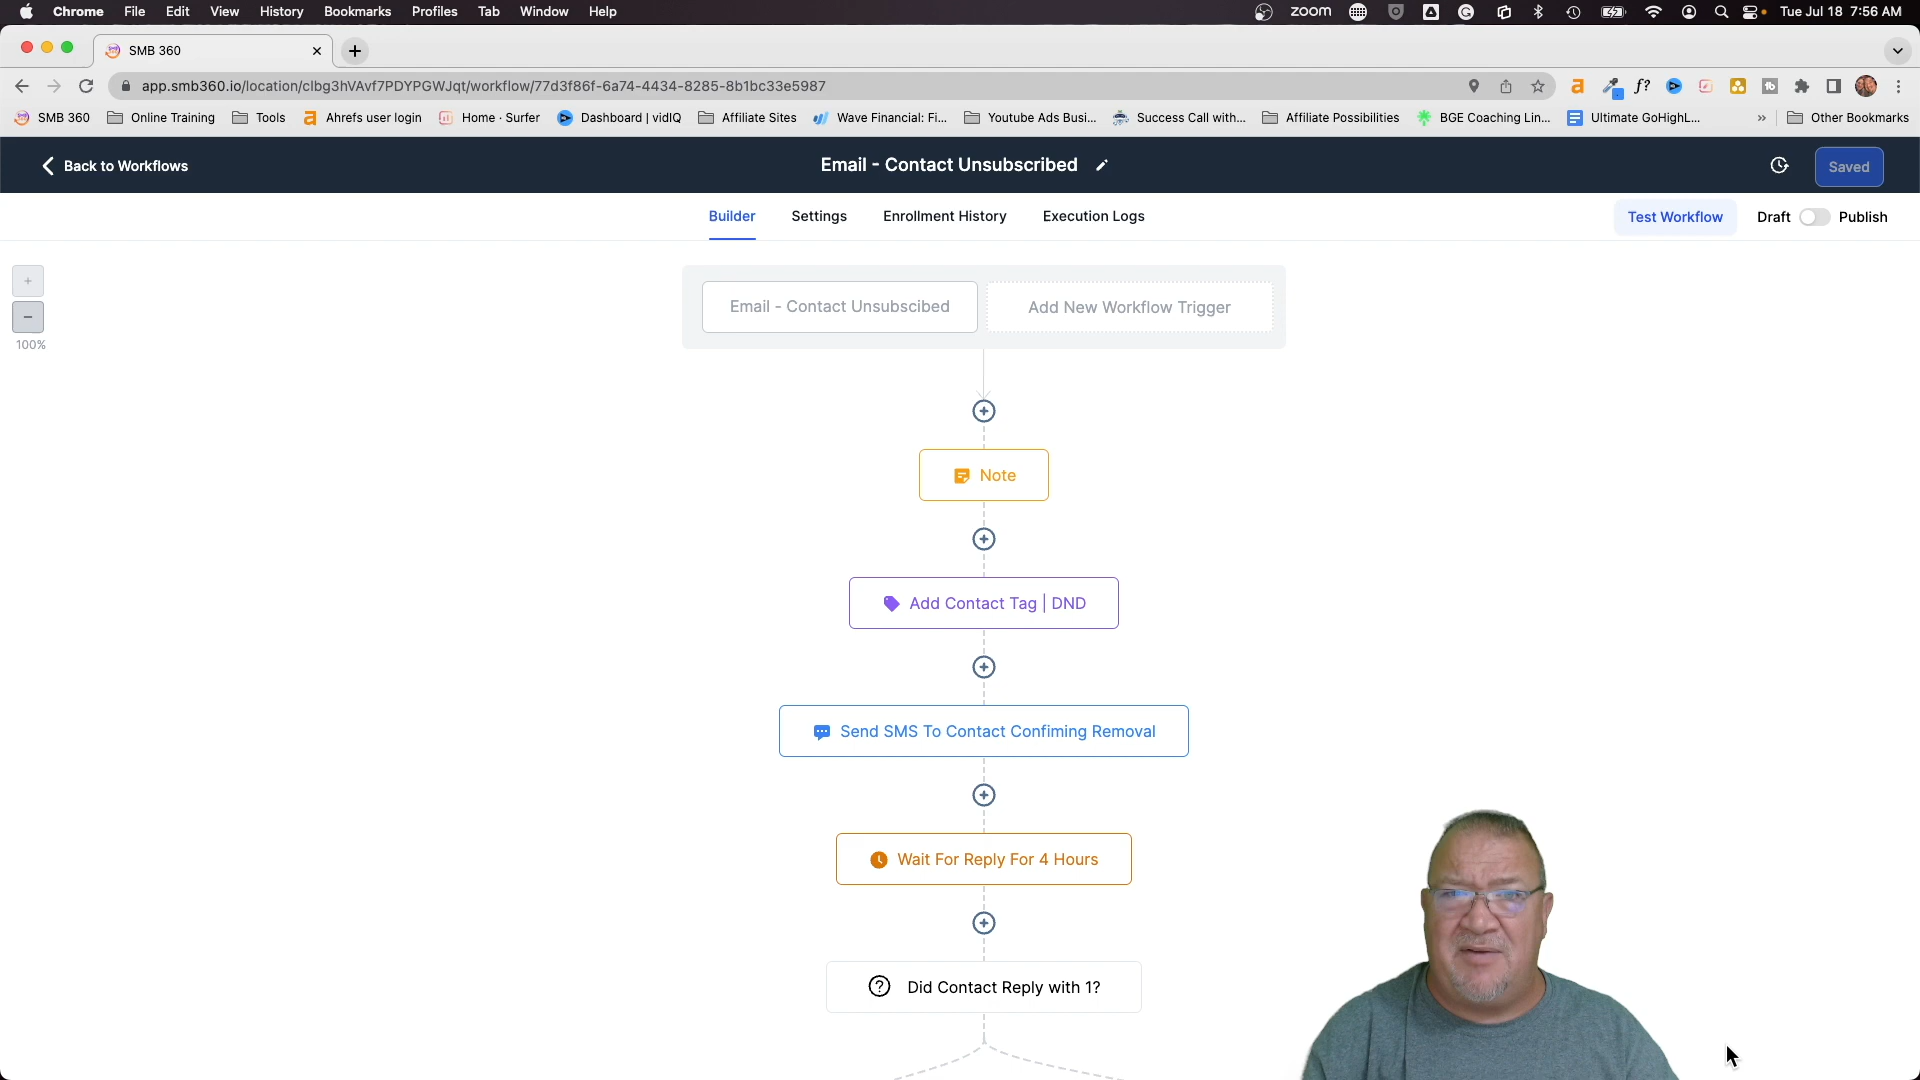 Chrome File Edit View History Bookmarks Profiles Tab Window Help zoom Tue Jul 18 7:56 AM
SMB 360
app.smb360.io/location/clbg3hVAvf7PDYPGWJqt/workflow/77d3f86f-6a74-4434-8285-8b1bc33e5987 f?
SMB 360 Online Training Tools Ahrefs user login Home · Surfer Dashboard | vidIQ Affiliate Sites Wave Financial: Fi... Youtube Ads Busi... Success Call with... Affiliate Possibilities BGE Coaching Lin... Ultimate GoHighL... » Other Bookmarks
Back to Workflows Email - Contact Unsubscribed Saved
Builder Settings Enrollment History Execution Logs Test Workflow Draft Publish
Email - Contact Unsubscibed Add New Workflow Trigger
100%
Note
Add Contact Tag | DND
Send SMS To Contact Confiming Removal
Wait For Reply For 4 Hours
Did Contact Reply with 1?